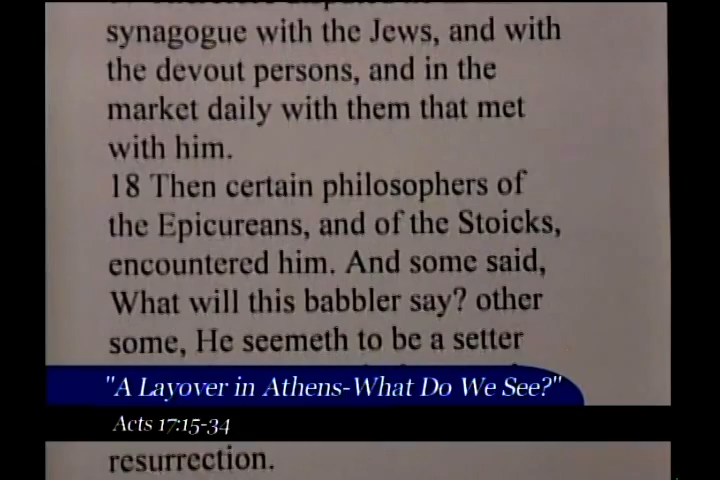 synagogue with the Jews, and with
the devout persons, and in the
market daily with them that met
with him.
18 Then certain philosophers of
the Epicureans, and of the Stoicks,
encountered him. And some said,
What will this babbler say? other
some, He seemeth to be a setter
"A Layover in Athens-What Do We See?"
Acts 17:15-34
resurrection.